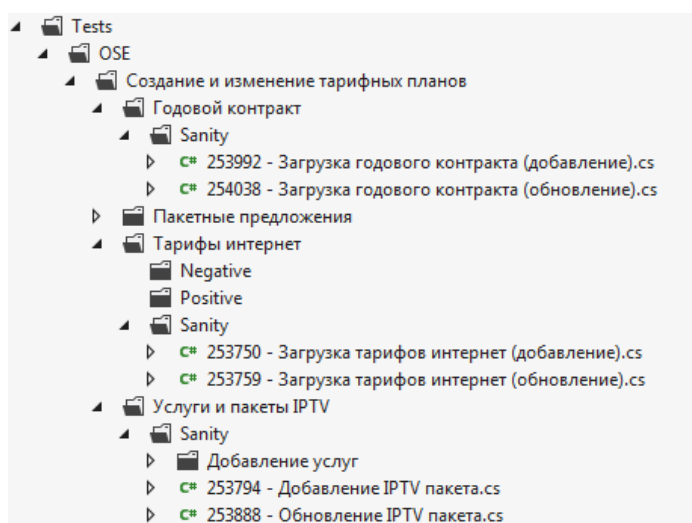 Tests
OSE
Создание и изменение тарифных планов
Годовой контракт
Sanity
C# 253992 - Загрузка годового контракта (добавление).cs
C# 254038 - Загрузка годового контракта (обновление).cs
Пакетные предложения
Тарифы интернет
Negative
Positive
Sanity
C# 253750 - Загрузка тарифов интернет (добавление).cs
C# 253759 - Загрузка тарифов интернет (обновление).cs
Услуги и пакеты IPTV
Sanity
Добавление услуг
C# 253794 - Добавление IPTV пакета.cs
C# 253888 - Обновление IPTV пакета.cs